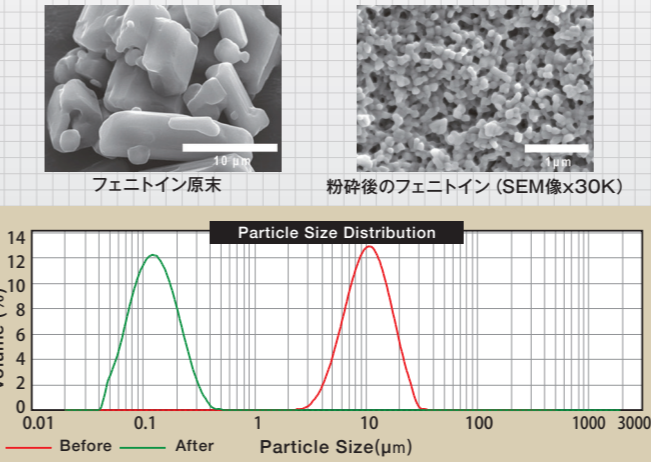 10 μm
1μm
フェニトイン原末
粉砕後のフェニトイン（SEM像x30K）
Particle Size Distribution
Volume (%)
14
12
10
8
6
4
2
0
0.01 0.1 1 10 100 1000 3000
Before After Particle Size(μm)